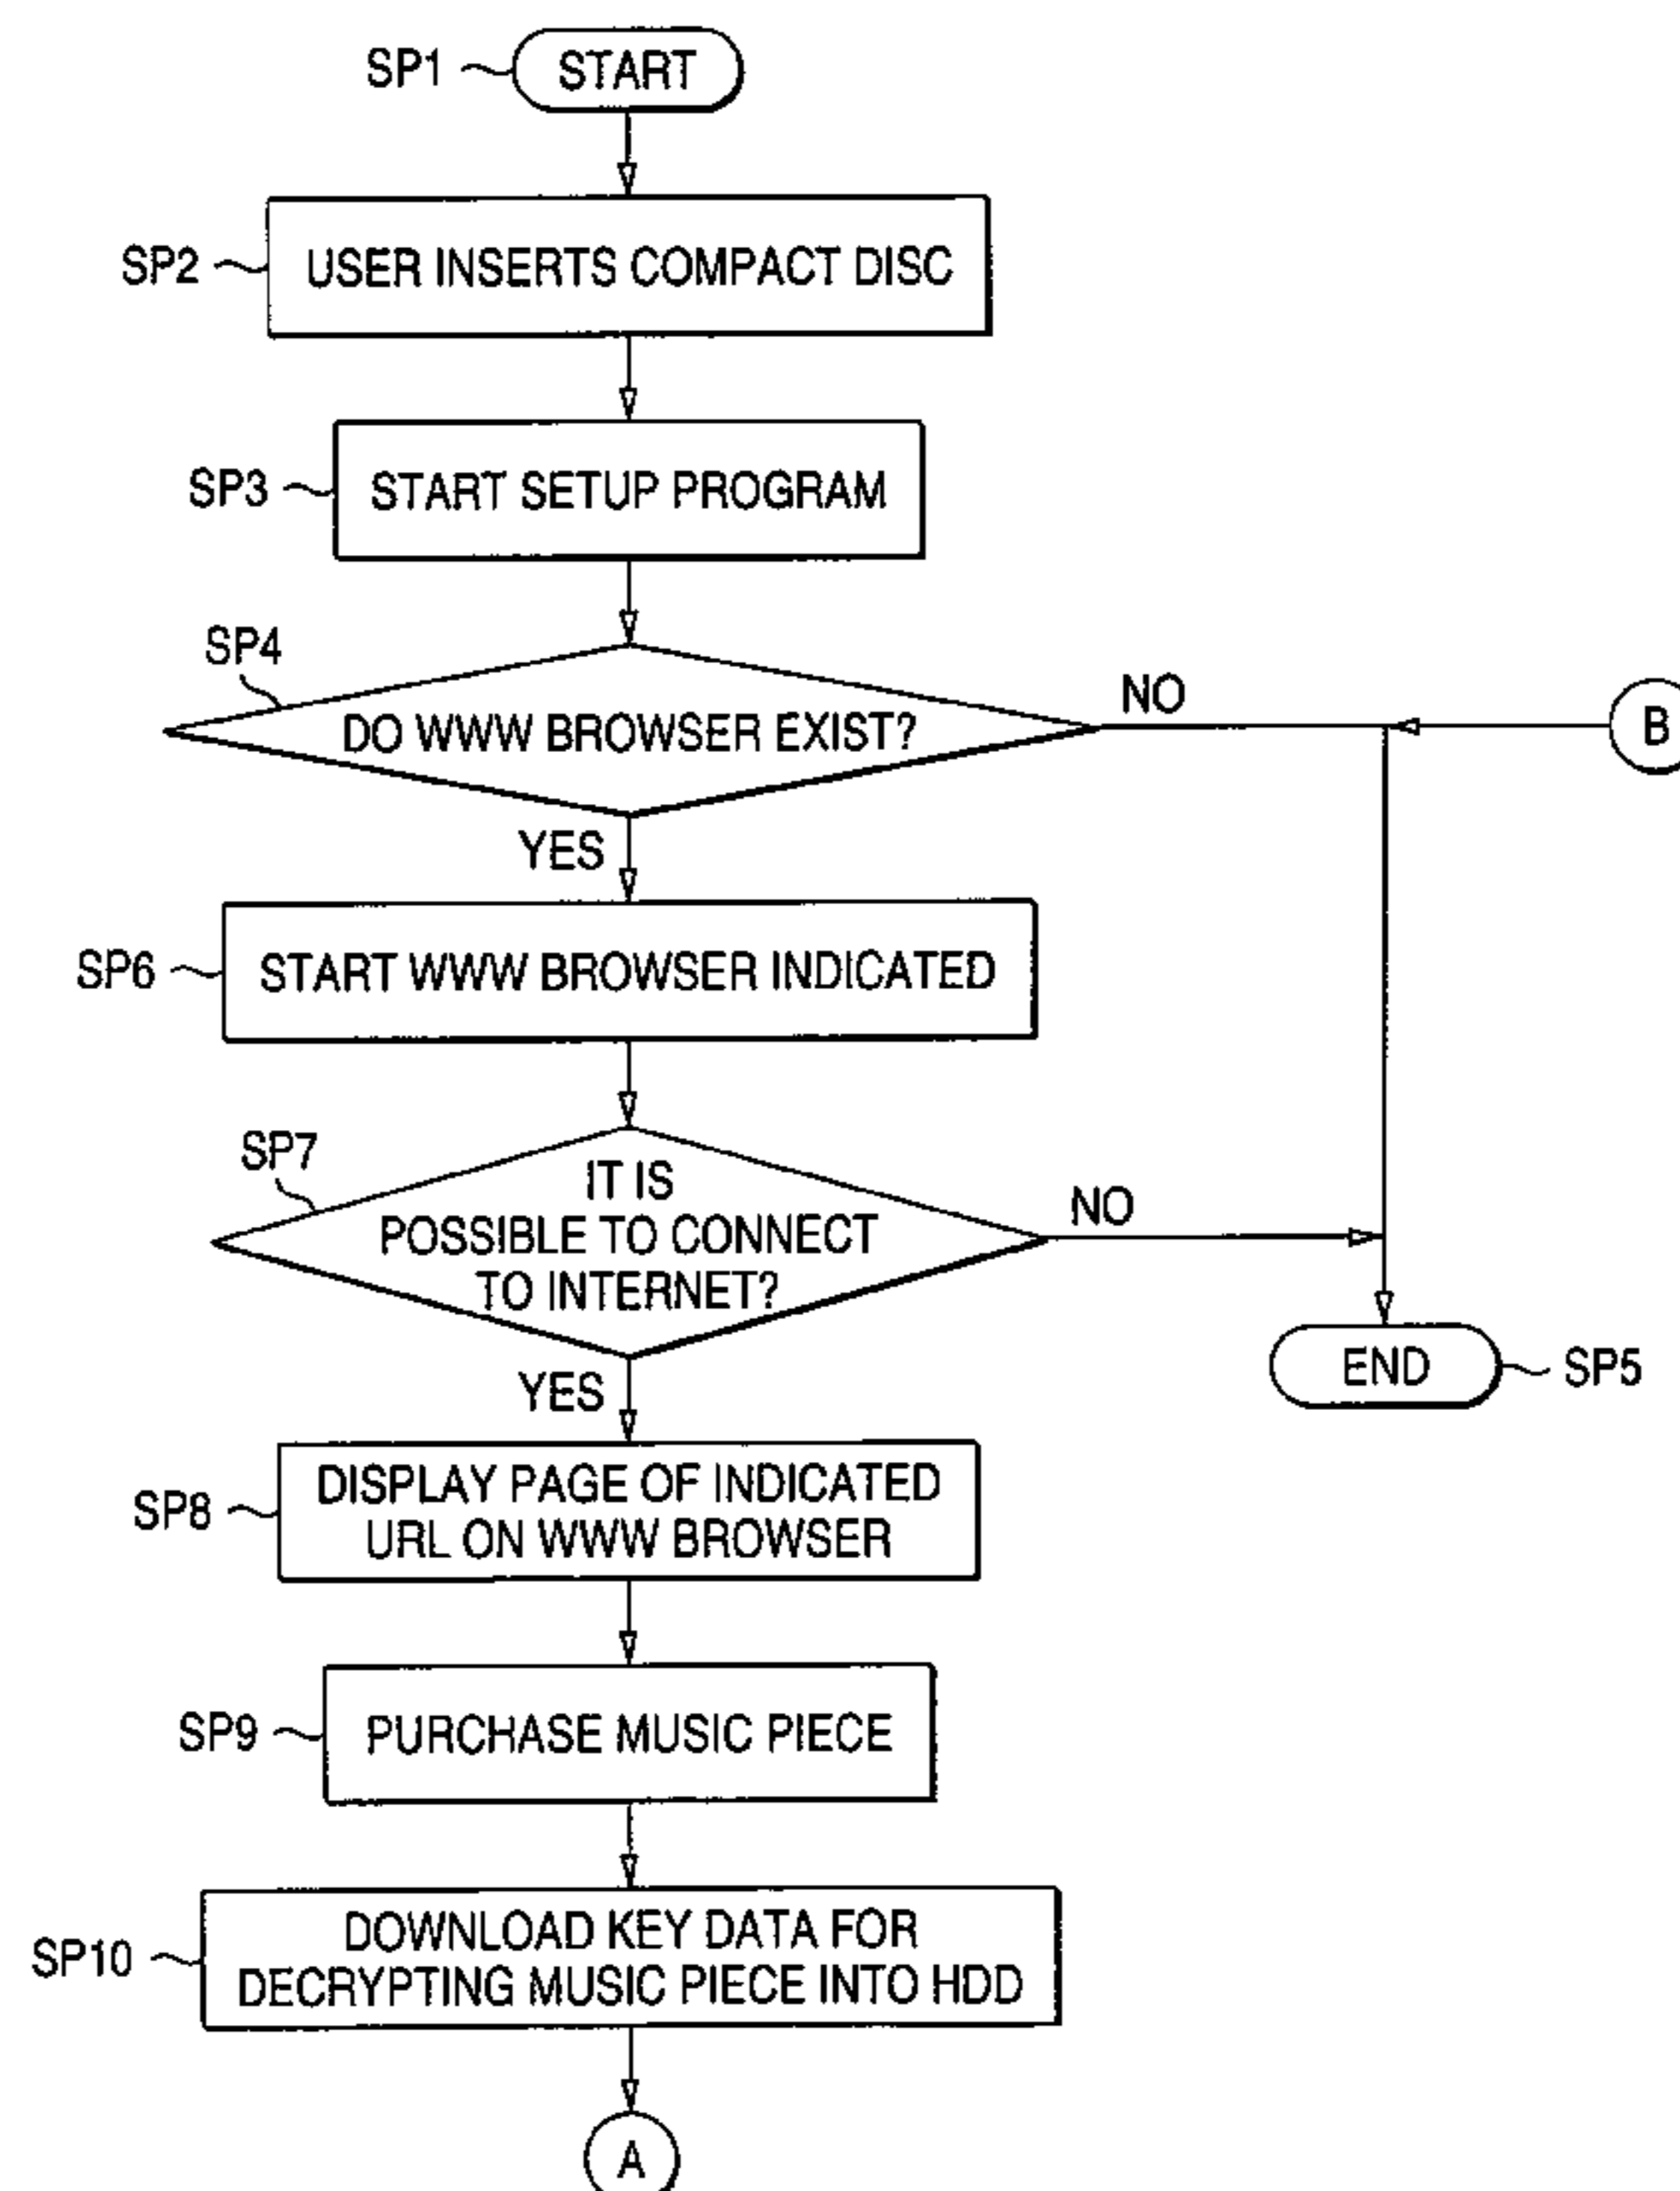 SP1
START
SP2
USER INSERTS COMPACT DISC
SP3
START SETUP PROGRAM
SP4
DO WWW BROWSER EXIST?
NO
B
YES
SP6
START WWW BROWSER INDICATED
SP7
IT IS
POSSIBLE TO CONNECT
TO INTERNET?
NO
END
SP5
YES
SP8
DISPLAY PAGE OF INDICATED
URL ON WWW BROWSER
SP9
PURCHASE MUSIC PIECE
SP10
DOWNLOAD KEY DATA FOR
DECRYPTING MUSIC PIECE INTO HDD
A